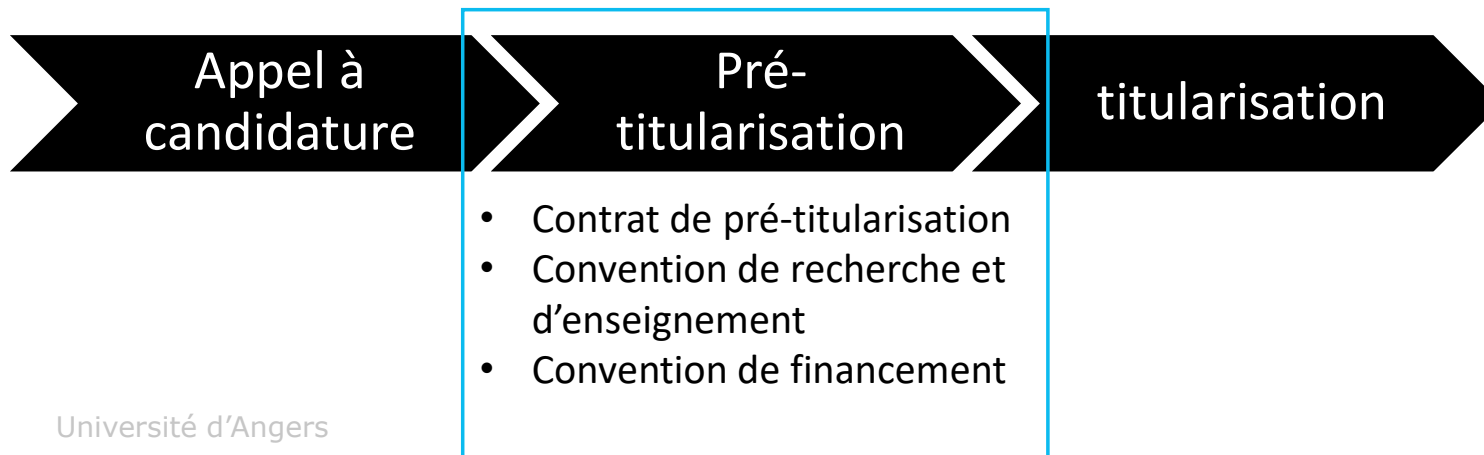 Appel à
candidature
Pré-
titularisation
titularisation
• Contrat de pré-titularisation
• Convention de recherche et
d’enseignement
• Convention de financement
Université d’Angers